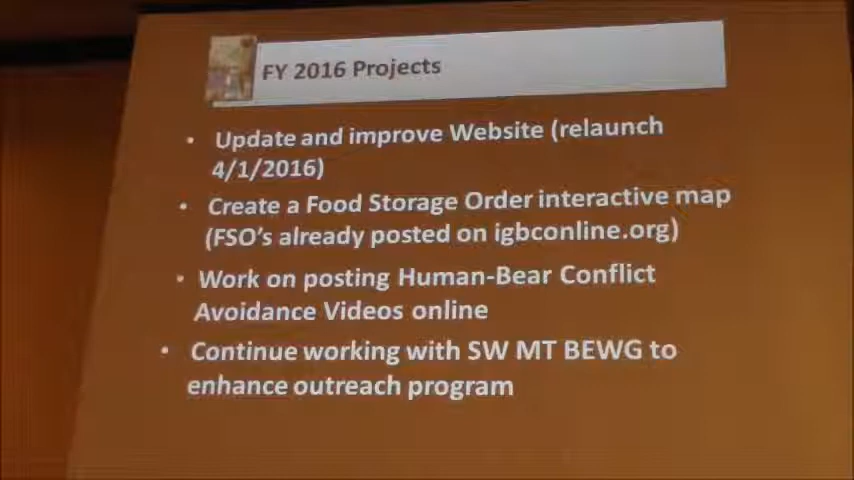 FY 2016 Projects
• Update and improve Website (relaunch
4/1/2016)
• Create a Food Storage Order interactive map
(FSO's already posted on igbconline.org)
• Work on posting Human-Bear Conflict
Avoidance Videos online
• Continue working with SW MT BEWG to
enhance outreach program